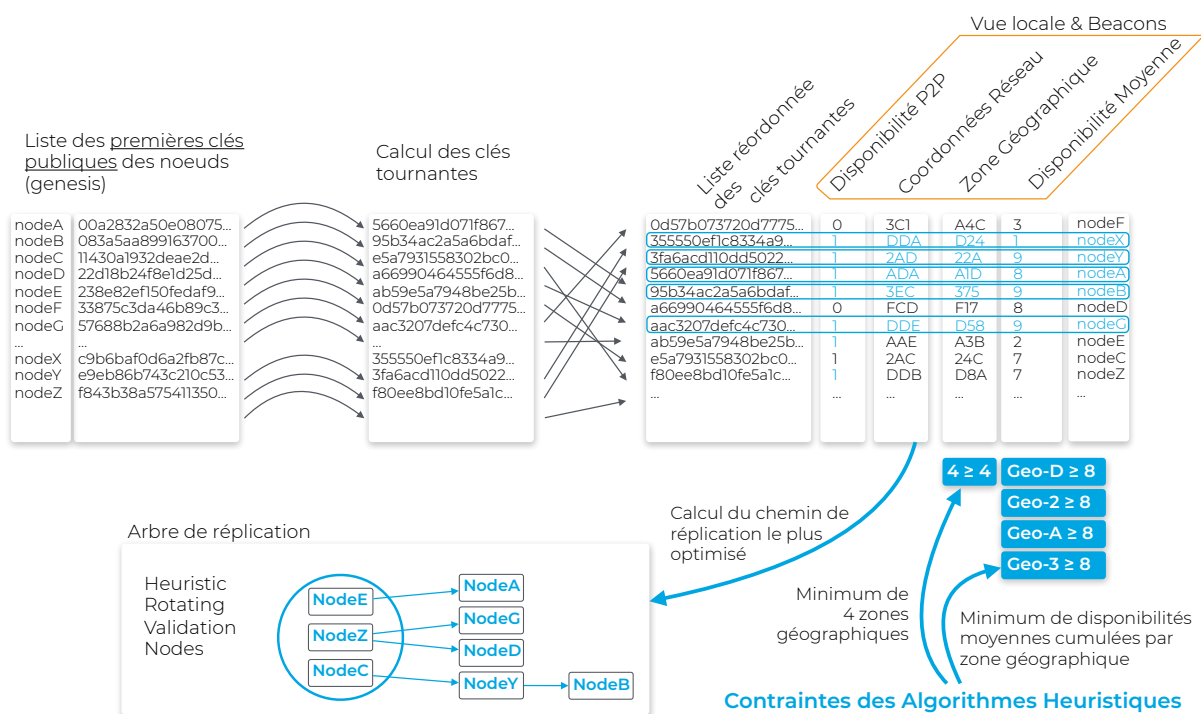 Vue locale & Beacons
Liste réordonnée
des clés tournantes
Disponibilité P2P
Coordonnées Réseau
Zone Géographique
Disponibilité Moyenne
Liste des premières clés
publiques des noeuds
(genesis)
Calcul des clés
tournantes
nodeA 00a2832a50e08075...
nodeB 083a5aa899163700...
nodeC 11430a1932deae2d...
nodeD 22d18b24f8e1d25d...
nodeE 238e82ef150fedaf9...
nodeF 33875c3da46b89c3...
nodeG 57688b2a6a982d9b...
... ...
nodeX c9b6baf0d6a2fb87c...
nodeY e9eb86b743c210c53...
nodeZ f843b38a575411350...
5660ea91d071f867...
95b34ac2a5a6bdaf...
e5a7931558302bc0...
a66990464555f6d8...
ab59e5a7948be25b...
0d57b073720d7775...
aac3207defc4c730...
...
355550ef1c8334a9...
3fa6acd110dd5022...
f80ee8bd10fe5a1c...
0d57b073720d7775... 0 3C1 A4C 3 nodeF
355550ef1c8334a9... 1 DDA D24 1 nodeX
3fa6acd110dd5022... 1 2AD 22A 9 nodeY
5660ea91d071f867... 1 ADA A1D 8 nodeA
95b34ac2a5a6bdaf... 1 3EC 375 9 nodeB
a66990464555f6d8... 0 FCD F17 8 nodeD
aac3207defc4c730... 1 DDE D58 9 nodeG
ab59e5a7948be25b... 1 AAE A3B 2 nodeE
e5a7931558302bc0... 1 2AC 24C 7 nodeC
f80ee8bd10fe5a1c... 1 DDB D8A 7 nodeZ
... ... ... ... ... ...
4 ≥ 4
Geo-D ≥ 8
Geo-2 ≥ 8
Geo-A ≥ 8
Geo-3 ≥ 8
Calcul du chemin de
réplication le plus
optimisé
Arbre de réplication
Heuristic
Rotating
Validation
Nodes
NodeE
NodeZ
NodeC
NodeA
NodeG
NodeD
NodeY
NodeB
Minimum de
4 zones
géographiques
Minimum de disponibilités
moyennes cumulées par
zone géographique
Contraintes des Algorithmes Heuristiques